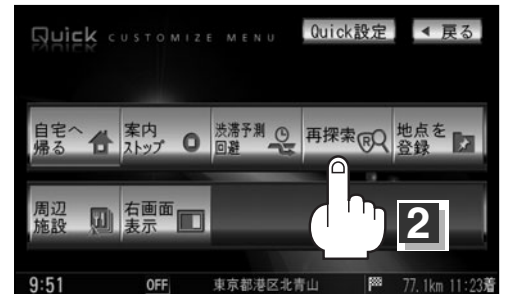 Quick CUSTOMIZE MENU Quick設定 ◀ 戻る
自宅へ
帰る
案内
ストップ
渋滞予測
回避
再探索
R
地点を
登録
周辺
施設
右画面
表示
2
9:51 OFF 東京都港区北青山 77.1km 11:23着